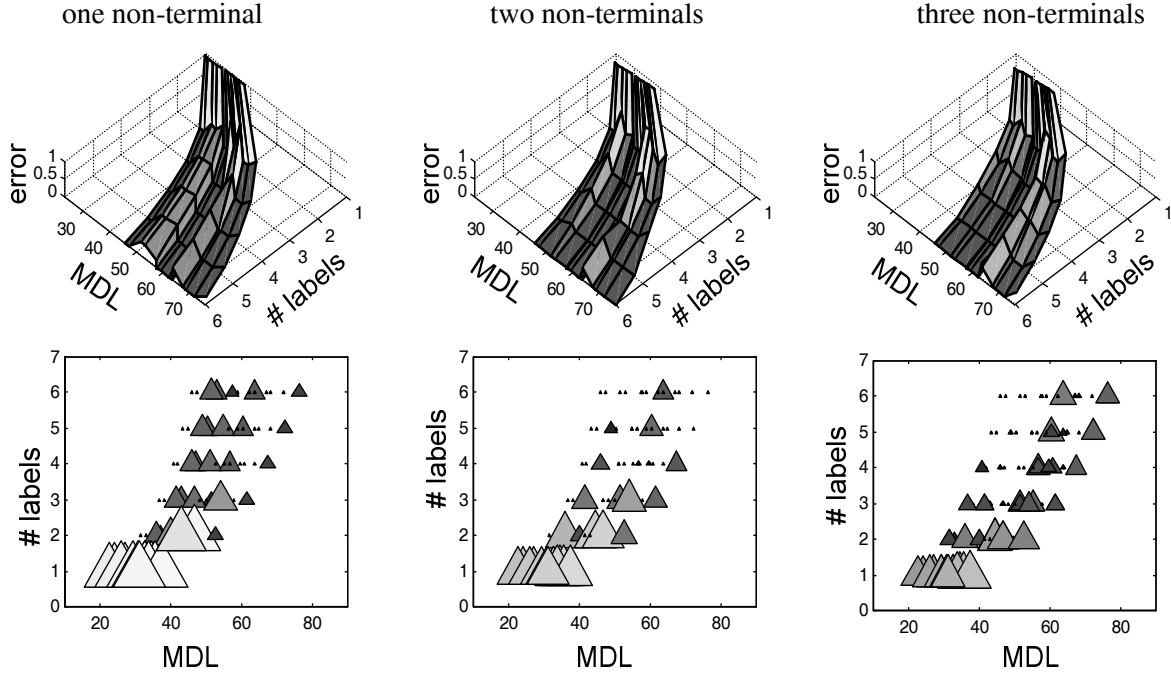 one non-terminal two non-terminals three non-terminals
error 1 0.5 0 30 40 50 60 70 MDL 6 5 4 3 2 1 # labels
error 1 0.5 0 30 40 50 60 70 MDL 6 5 4 3 2 1 # labels
error 1 0.5 0 30 40 50 60 70 MDL 6 5 4 3 2 1 # labels
7 6 5 4 3 2 1 0 # labels 20 40 60 80 MDL
7 6 5 4 3 2 1 0 # labels 20 40 60 80 MDL
7 6 5 4 3 2 1 0 # labels 20 40 60 80 MDL